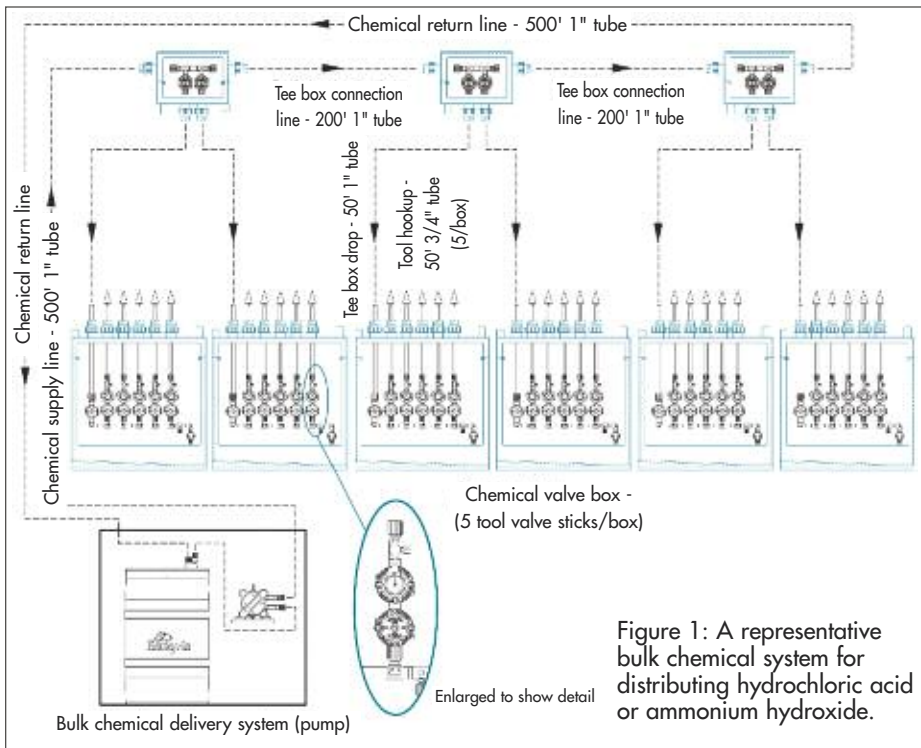 Chemical return line - 500' 1" tube
Tee box connection
line - 200' 1" tube
Tee box connection
line - 200' 1" tube
Chemical return line
Chemical supply line - 500' 1" tube
Tee box drop - 50' 1" tube
Tool hookup -
50' 3/4" tube
(5/box)
Chemical valve box -
(5 tool valve sticks/box)
Enlarged to show detail
Bulk chemical delivery system (pump)
Figure 1: A representative
bulk chemical system for
distributing hydrochloric acid
or ammonium hydroxide.